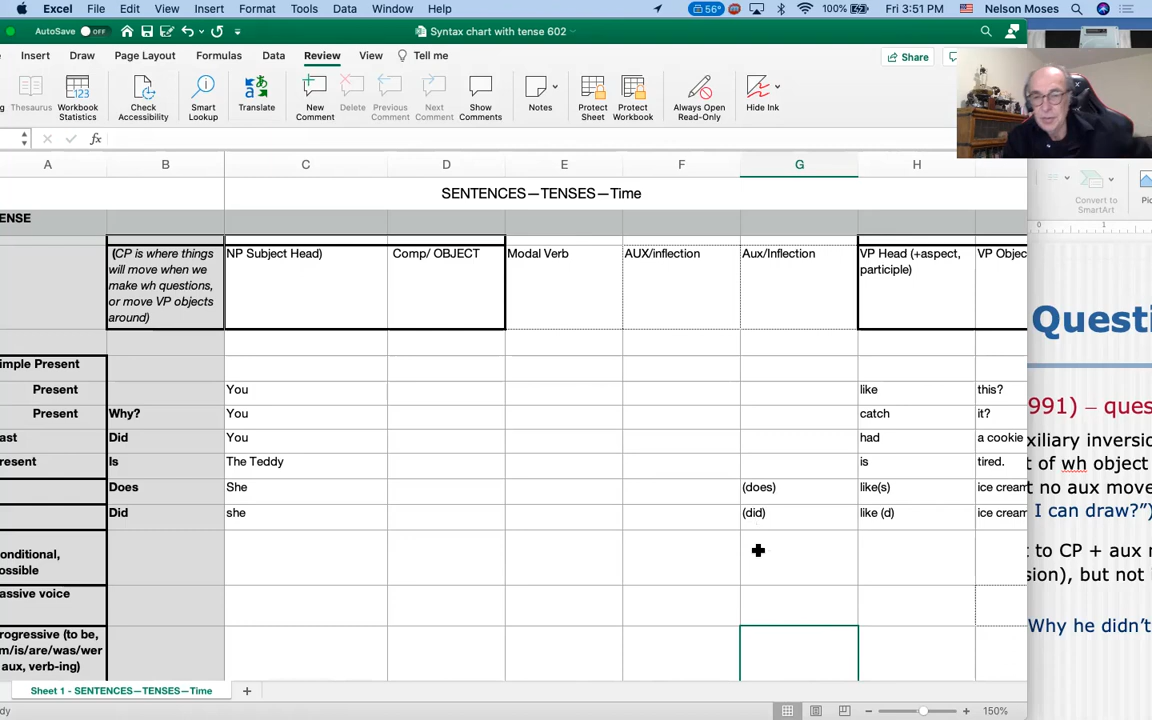 Excel File Edit View Insert Format Tools Data Window Help 56° 100% Fri 3:51 PM Nelson Moses
AutoSave OFF Syntax chart with tense 602
Insert Draw Page Layout Formulas Data Review View Tell me Share
Thesaurus Workbook Statistics Check Accessibility Smart Lookup Translate New Comment Delete Previous Comment Next Comment Show Comments Notes Protect Sheet Protect Workbook Always Open Read-Only Hide Ink
fx
Convert to SmartArt
A B C D E F G H
SENTENCES—TENSES—Time
ENSE
(CP is where things NP Subject Head) Comp/ OBJECT Modal Verb AUX/inflection Aux/Inflection VP Head (+aspect, VP Objec
will move when we participle)
make wh questions,
or move VP objects
around)
imple Present
Present You like this?
Present Why? You catch it?
ast Did You had a cookie
resent Is The Teddy is tired.
Does She (does) like(s) ice cream
Did she (did) like (d) ice cream
onditional,
ossible
assive voice
rogressive (to be,
m/is/are/was/wer
aux, verb-ing)
Questi
991) – ques
xiliary inversio
t of wh object
t no aux move
I can draw?")
t to CP + aux r
sion), but not i
Why he didn't
Sheet 1 - SENTENCES—TENSES—Time +
dy 150%